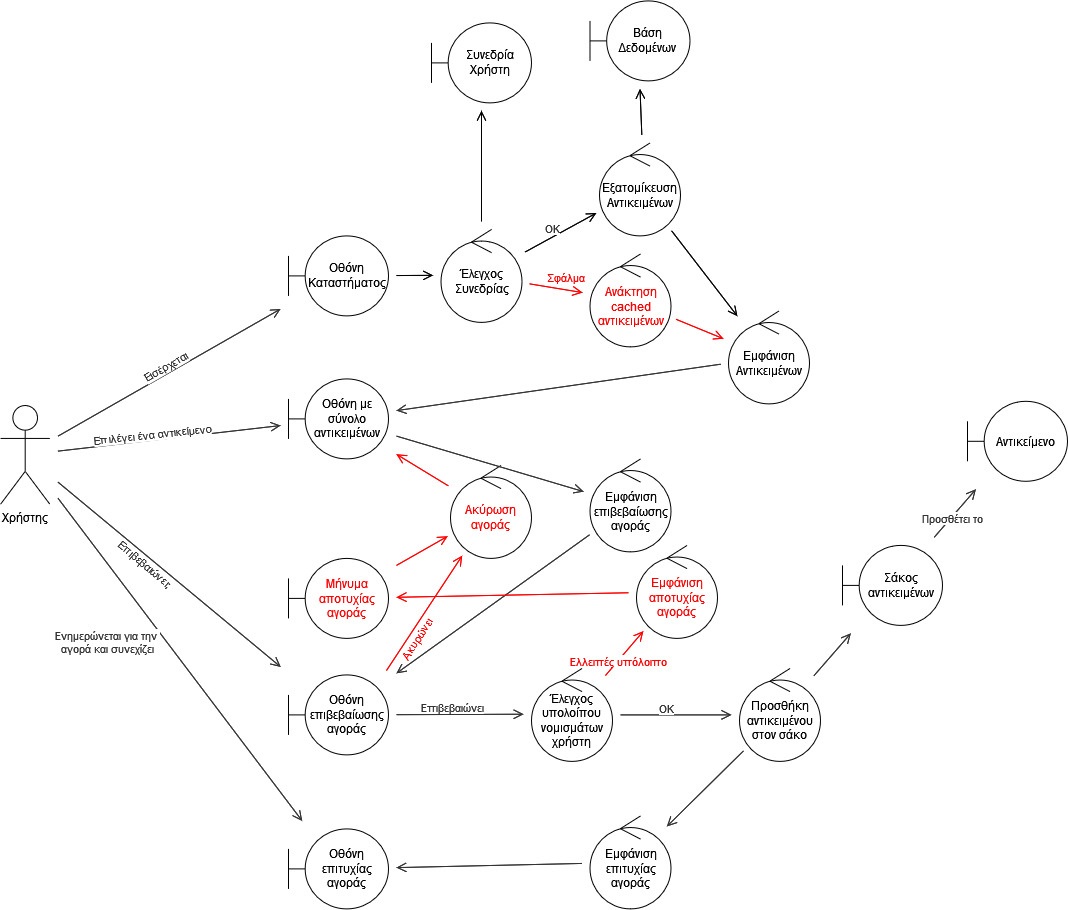 Βάση
Δεδομένων
Συνεδρία
Χρήστη
Εξατομίκευση
Αντικειμένων
OK
Οθόνη
Καταστήματος
Έλεγχος
Συνεδρίας
Σφάλμα
Ανάκτηση
cached
αντικειμένων
Εμφάνιση
Αντικειμένων
Εισέρχεται
Οθόνη με
σύνολο
αντικειμένων
Επιλέγει ένα αντικείμενο
Χρήστης
Αντικείμενο
Ακύρωση
αγοράς
Εμφάνιση
επιβεβαίωσης
αγοράς
Προσθέτει το
Επιβεβαιώνει
Μήνυμα
αποτυχίας
αγοράς
Εμφάνιση
αποτυχίας
αγοράς
Σάκος
αντικειμένων
Ενημερώνεται για την
αγορά και συνεχίζει
Ακυρώνει
Ελλειπές υπόλοιπο
Οθόνη
επιβεβαίωσης
αγοράς
Επιβεβαιώνει
Έλεγχος
υπολοίπου
νομισμάτων
χρήστη
OK
Προσθήκη
αντικειμένου
στον σάκο
Οθόνη
επιτυχίας
αγοράς
Εμφάνιση
επιτυχίας
αγοράς